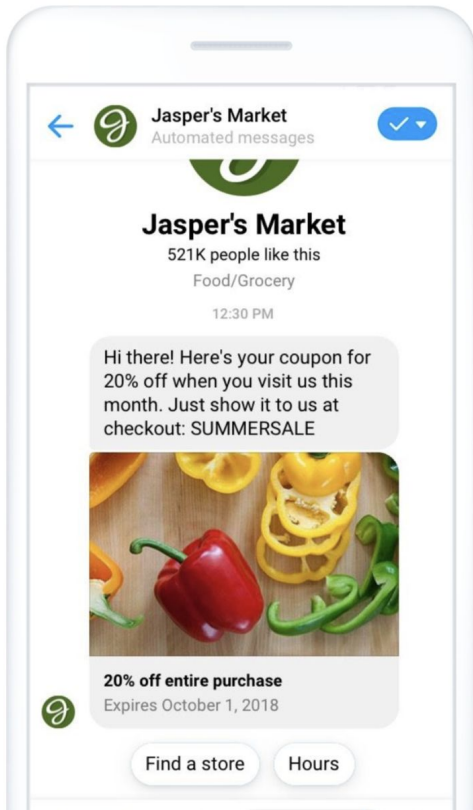 Jasper's Market
Automated messages
Jasper's Market
521K people like this
Food/Grocery
12:30 PM
Hi there! Here's your coupon for
20% off when you visit us this
month. Just show it to us at
checkout: SUMMERSALE
20% off entire purchase
Expires October 1, 2018
Find a store
Hours